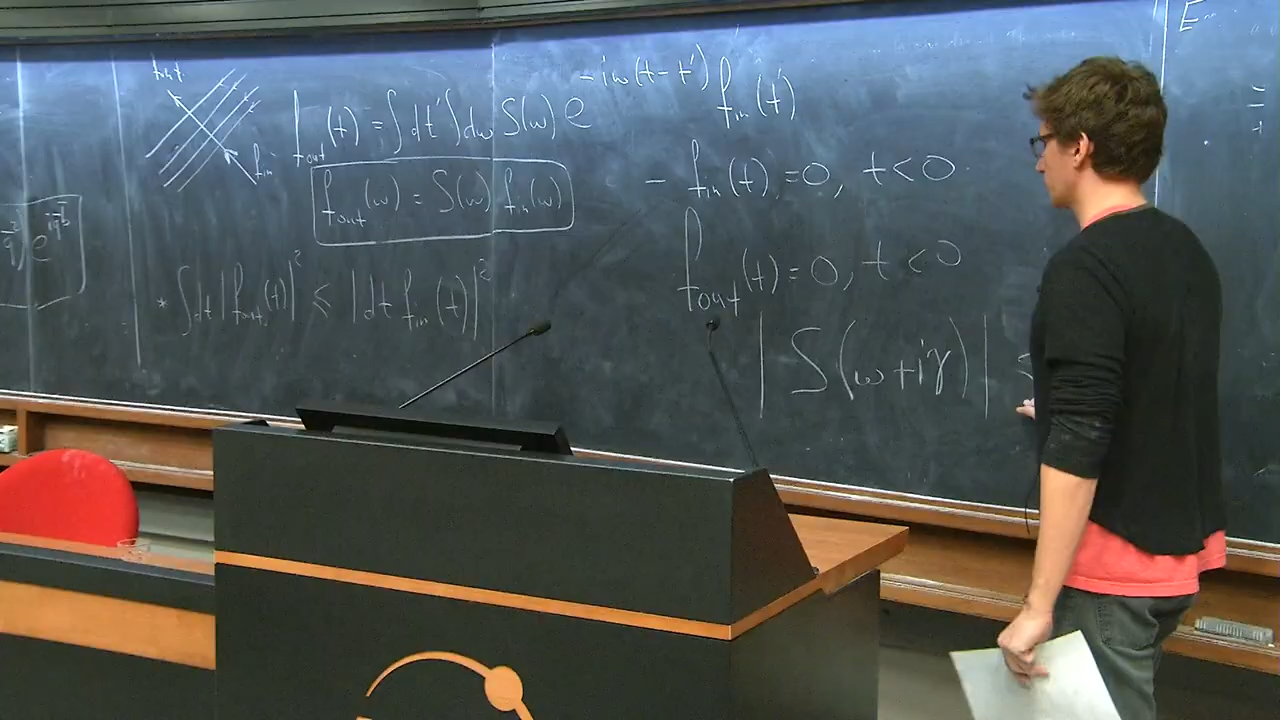 f_out
f_in
f_out(t) = ∫dt'∫dω S(ω) e^{-iω(t-t')} f_in(t')
f_out(ω) = S(ω) f_in(ω)
* ∫dt|f_out(t)|² ⩽ |dt f_in(t)|²
- f_in(t) = 0, t < 0
f_out(t) = 0, t < 0
|S(ω+iγ)|